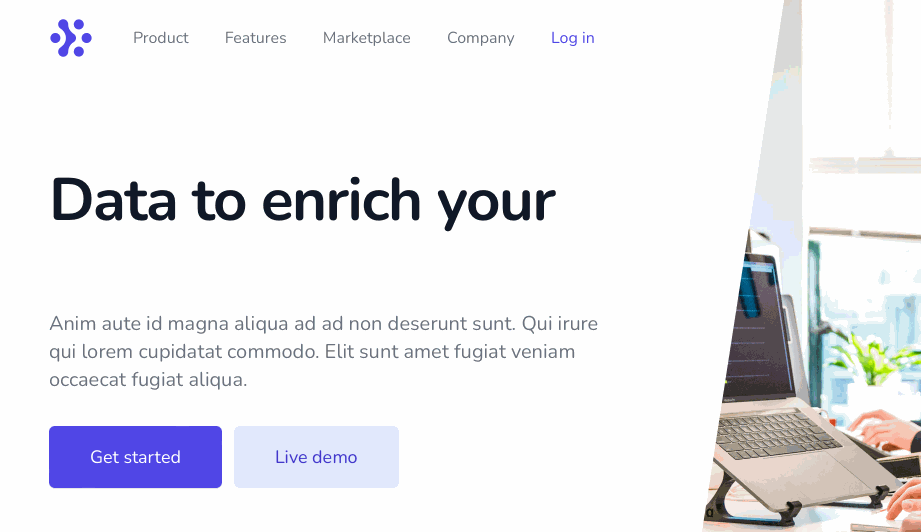 Product Features Marketplace Company Log in
Data to enrich your
Anim aute id magna aliqua ad ad non deserunt sunt. Qui irure
qui lorem cupidatat commodo. Elit sunt amet fugiat veniam
occaecat fugiat aliqua.
Get started Live demo